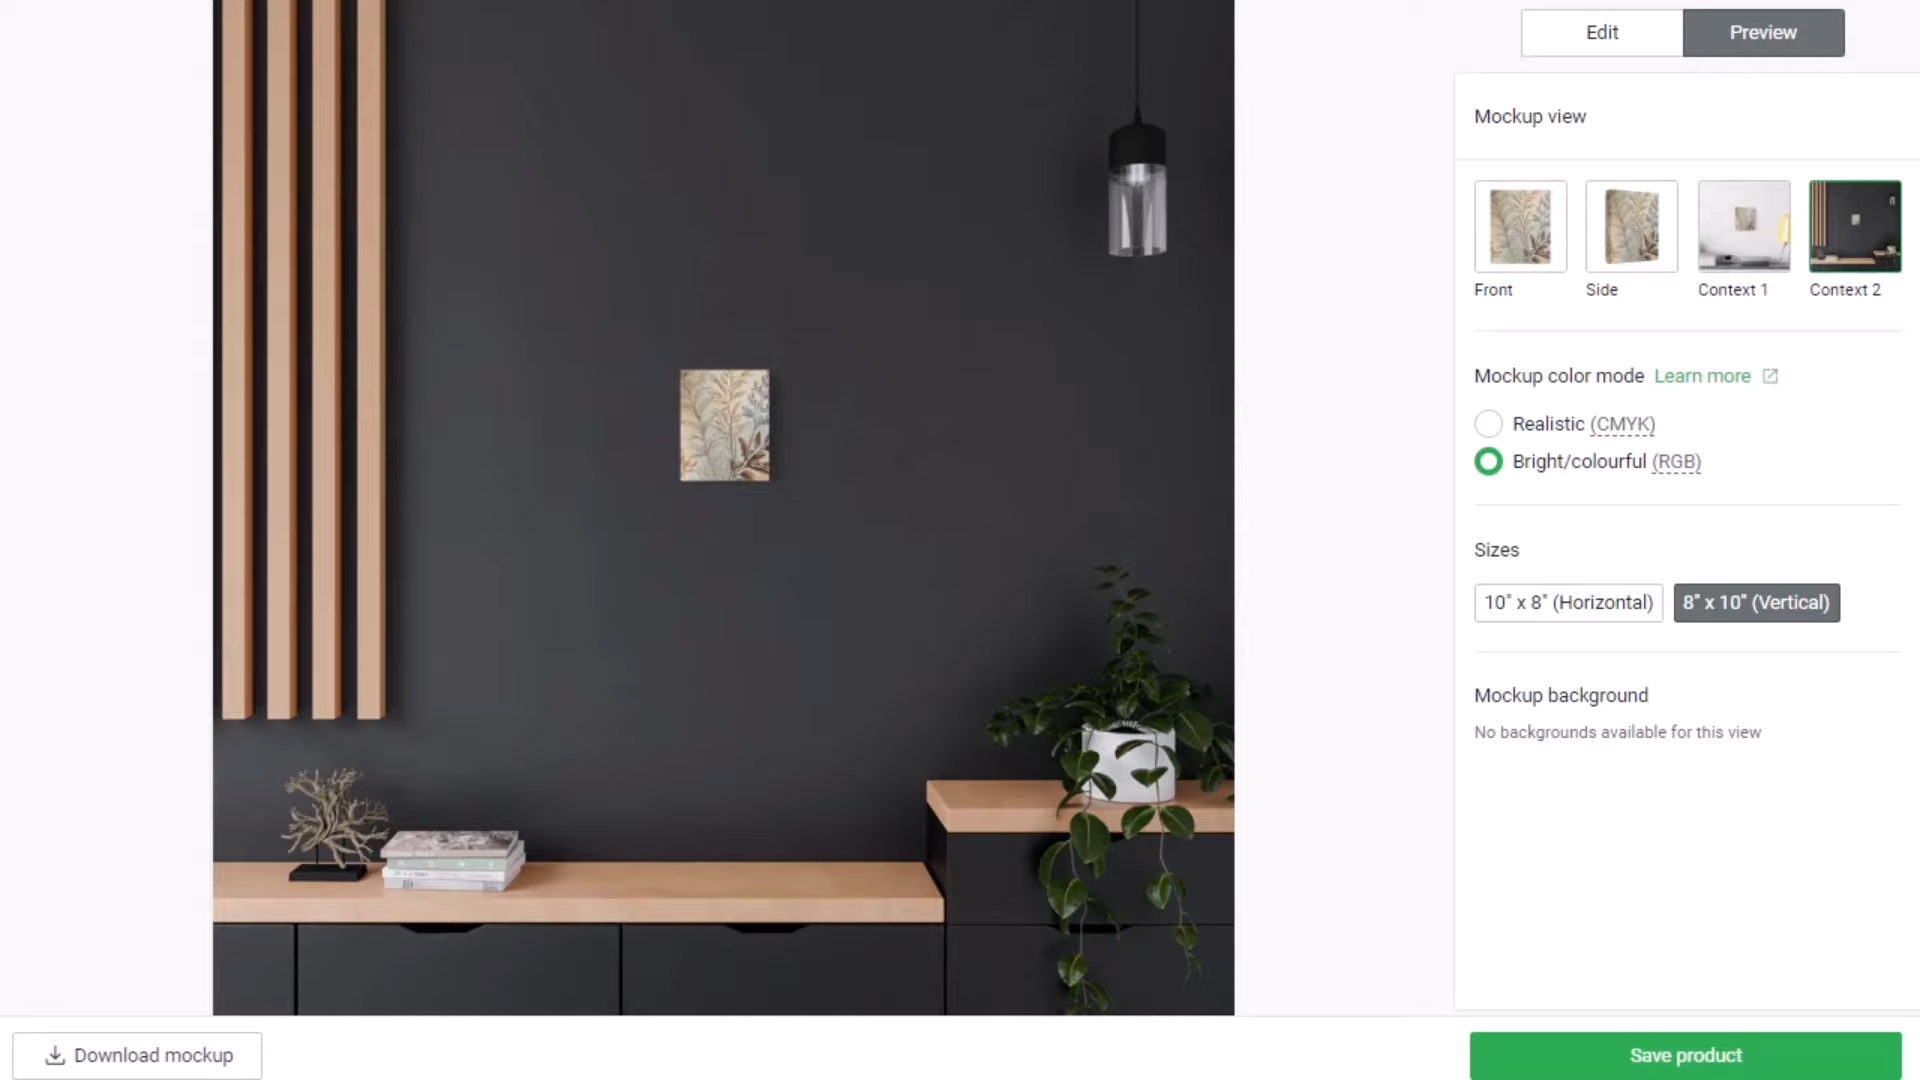 Edit
Preview
Mockup view
Front
Side
Context 1
Context 2
Mockup color mode Learn more
Realistic (CMYK)
Bright/colourful (RGB)
Sizes
10" x 8" (Horizontal)
8" x 10" (Vertical)
Mockup background
No backgrounds available for this view
Download mockup
Save product